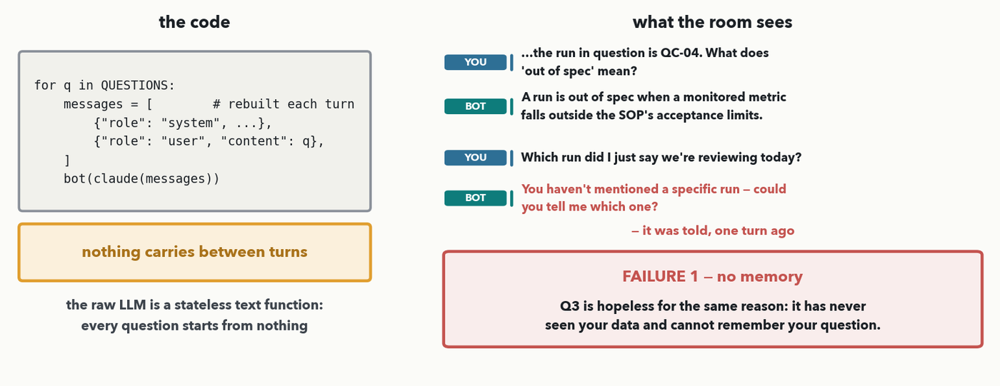 the code
for q in QUESTIONS:
    messages = [        # rebuilt each turn
        {"role": "system", ...},
        {"role": "user", "content": q},
    ]
    bot(claude(messages))
nothing carries between turns
the raw LLM is a stateless text function:
every question starts from nothing
what the room sees
YOU
...the run in question is QC-04. What does
'out of spec' mean?
BOT
A run is out of spec when a monitored metric
falls outside the SOP's acceptance limits.
YOU
Which run did I just say we're reviewing today?
BOT
You haven't mentioned a specific run — could
you tell me which one?
— it was told, one turn ago
FAILURE 1 — no memory
Q3 is hopeless for the same reason: it has never
seen your data and cannot remember your question.